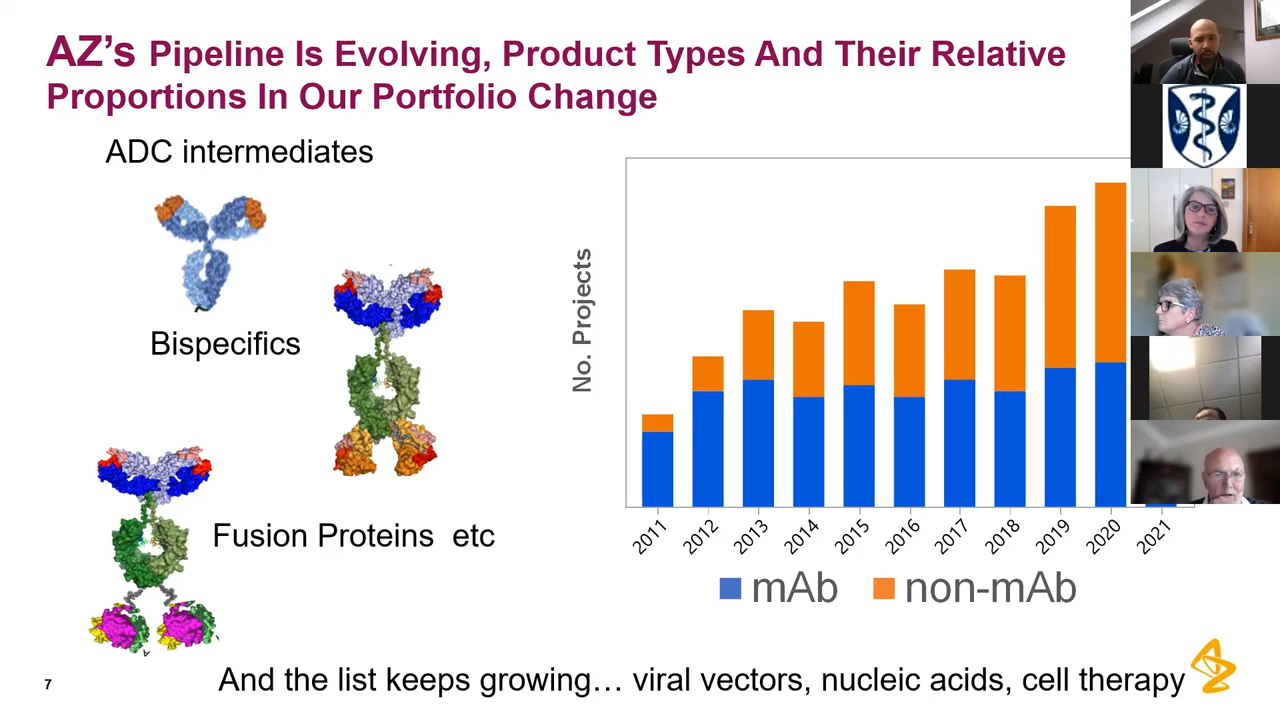 AZ's Pipeline Is Evolving, Product Types And Their Relative
Proportions In Our Portfolio Change
ADC intermediates
Bispecifics
Fusion Proteins etc
No. Projects
2011
2012
2013
2014
2015
2016
2017
2018
2019
2020
2021
mAb
non-mAb
7
And the list keeps growing… viral vectors, nucleic acids, cell therapy